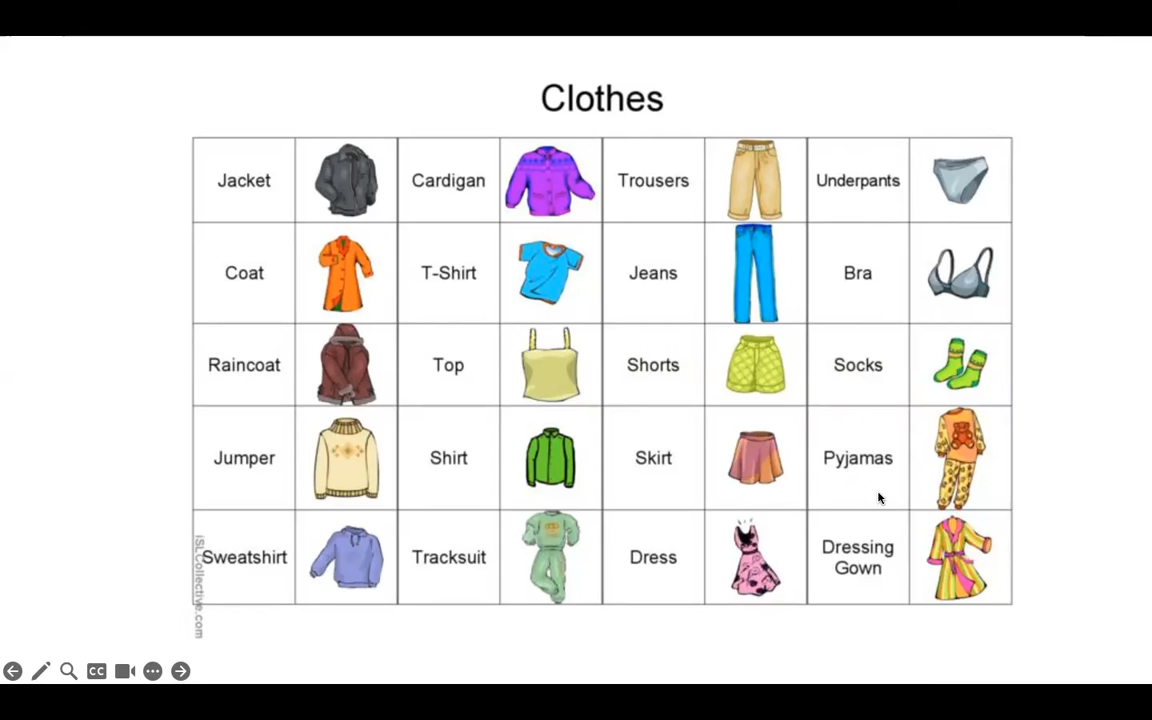 Clothes
Jacket Cardigan Trousers Underpants
Coat T-Shirt Jeans Bra
Raincoat Top Shorts Socks
Jumper Shirt Skirt Pyjamas
Sweatshirt Tracksuit Dress Dressing
Gown
iSLCollective.com
CC